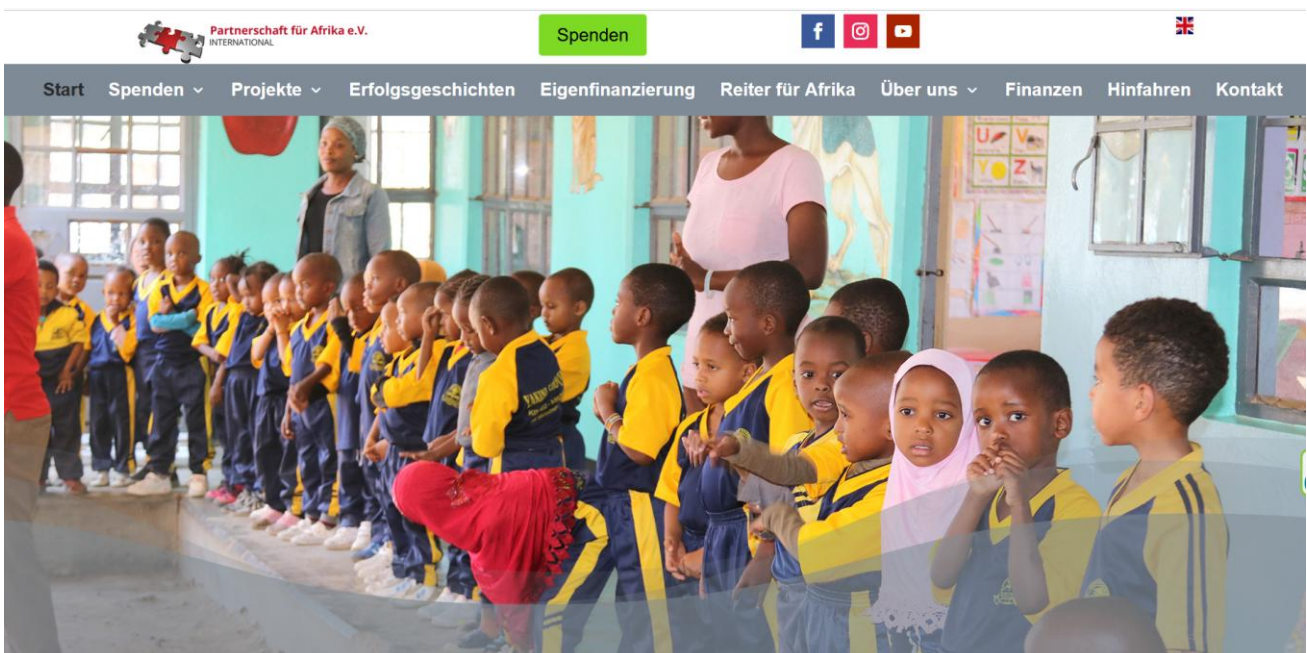 Partnerschaft für Afrika e.V.
INTERNATIONAL
Spenden
Start Spenden Projekte Erfolgsgeschichten Eigenfinanzierung Reiter für Afrika Über uns Finanzen Hinfahren Kontakt
U V
Y Z